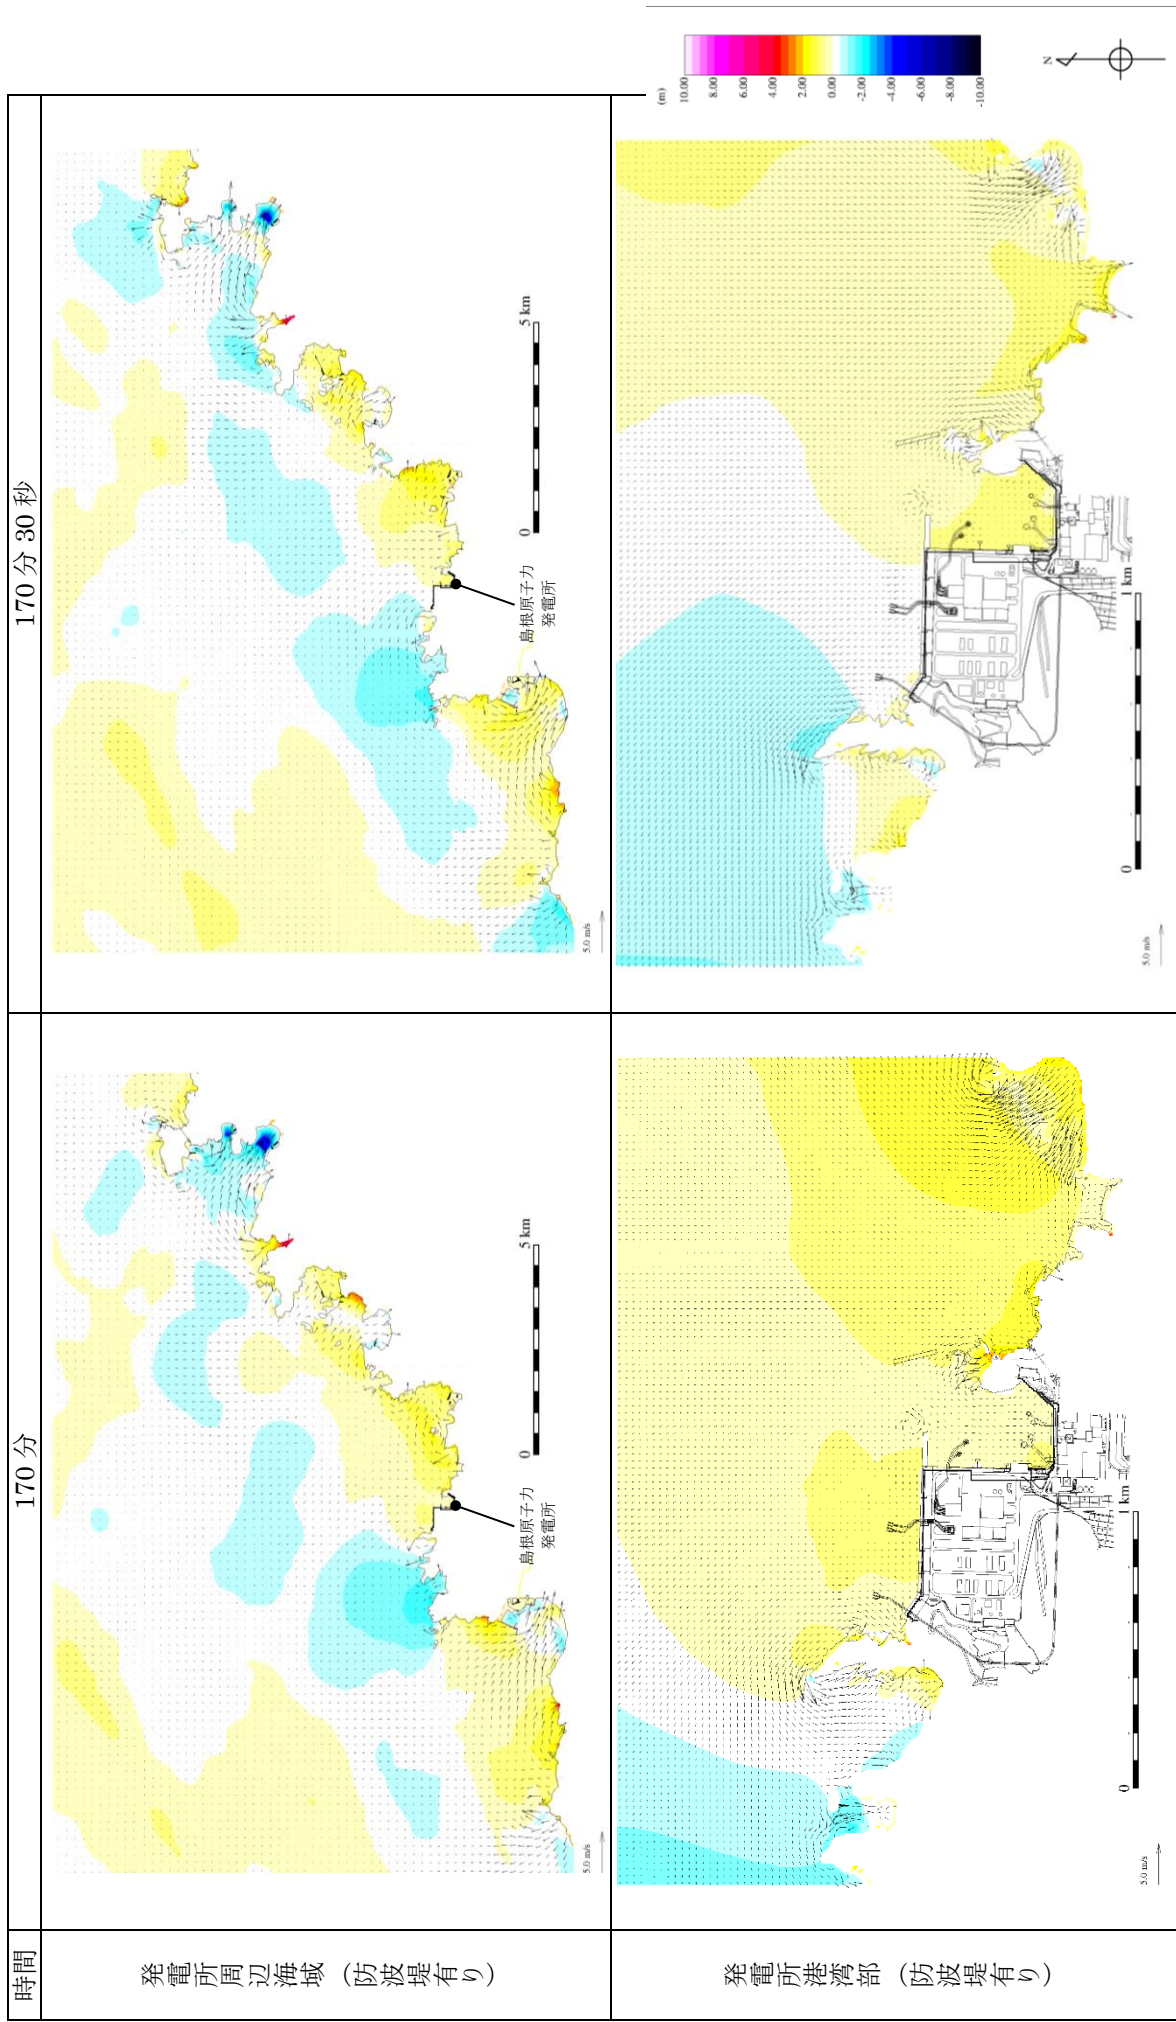 時間
170分
170分30秒
発電所周辺海域（防波堤有り）
島根原子力
発電所
0
5 km
5.0 m/s
島根原子力
発電所
0
5 km
5.0 m/s
発電所港湾部（防波堤有り）
0
1 km
5.0 m/s
0
1 km
5.0 m/s
(m)
10.00
8.00
6.00
4.00
2.00
0.00
-2.00
-4.00
-6.00
-8.00
-10.00
N